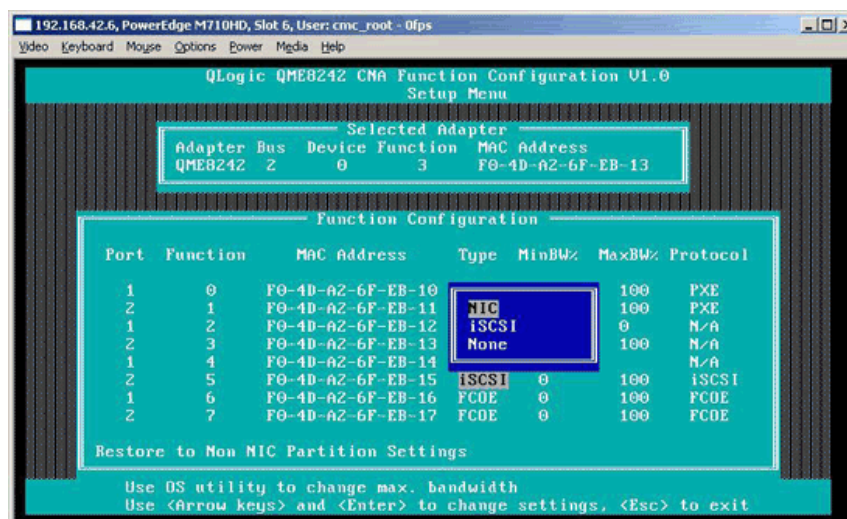 192.168.42.6, PowerEdge M710HD, Slot 6, User: cmc_root - 0fps
Video Keyboard Mouse Options Power Media Help
QLogic QME8242 CNA Function Configuration V1.0
Setup Menu
Selected Adapter
Adapter Bus Device Function MAC Address
QME8242 2 0 3 F0-4D-A2-6F-EB-13
Function Configuration
Port Function MAC Address Type MinBW% MaxBW% Protocol
1 0 F0-4D-A2-6F-EB-10 100 PXE
2 1 F0-4D-A2-6F-EB-11 NIC 100 PXE
1 2 F0-4D-A2-6F-EB-12 iSCSI 0 N/A
2 3 F0-4D-A2-6F-EB-13 None 100 N/A
1 4 F0-4D-A2-6F-EB-14 N/A
2 5 F0-4D-A2-6F-EB-15 iSCSI 0 100 iSCSI
1 6 F0-4D-A2-6F-EB-16 FCOE 0 100 FCOE
2 7 F0-4D-A2-6F-EB-17 FCOE 0 100 FCOE
Restore to Non NIC Partition Settings
Use OS utility to change max. bandwidth
Use <Arrow keys> and <Enter> to change settings, <Esc> to exit